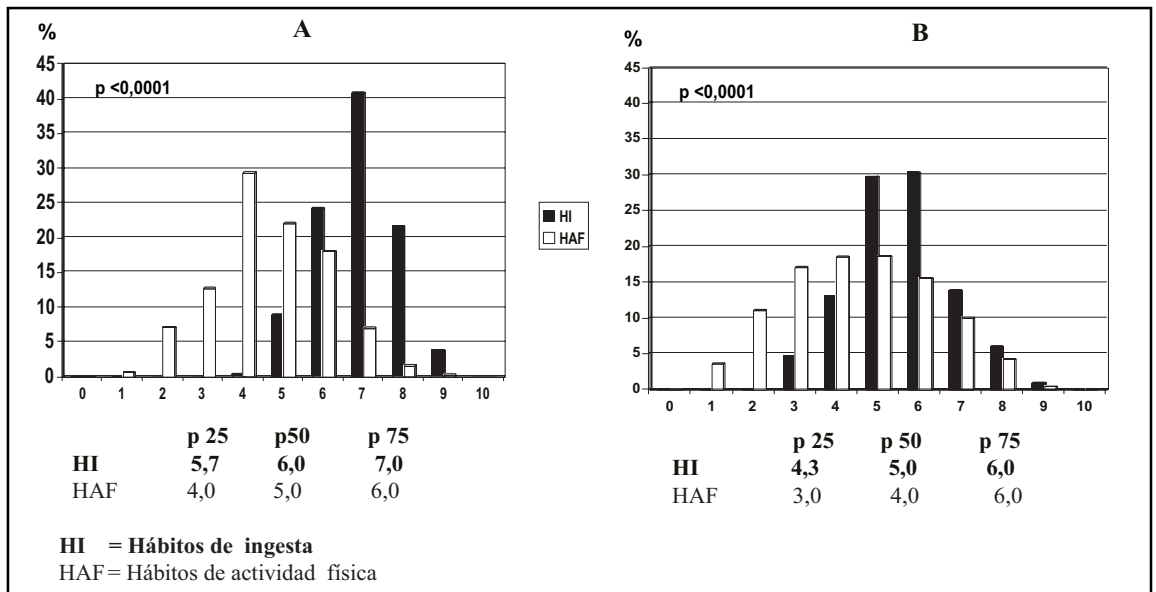 A
%
p <0,0001
45
40
35
30
25
20
15
10
5
0
0 1 2 3 4 5 6 7 8 9 10
p 25 p50 p 75
HI 5,7 6,0 7,0
HAF 4,0 5,0 6,0
HI = Hábitos de ingesta
HAF = Hábitos de actividad física
HI
HAF
B
%
p <0,0001
45
40
35
30
25
20
15
10
5
0
0 1 2 3 4 5 6 7 8 9 10
p 25 p 50 p 75
HI 4,3 5,0 6,0
HAF 3,0 4,0 6,0